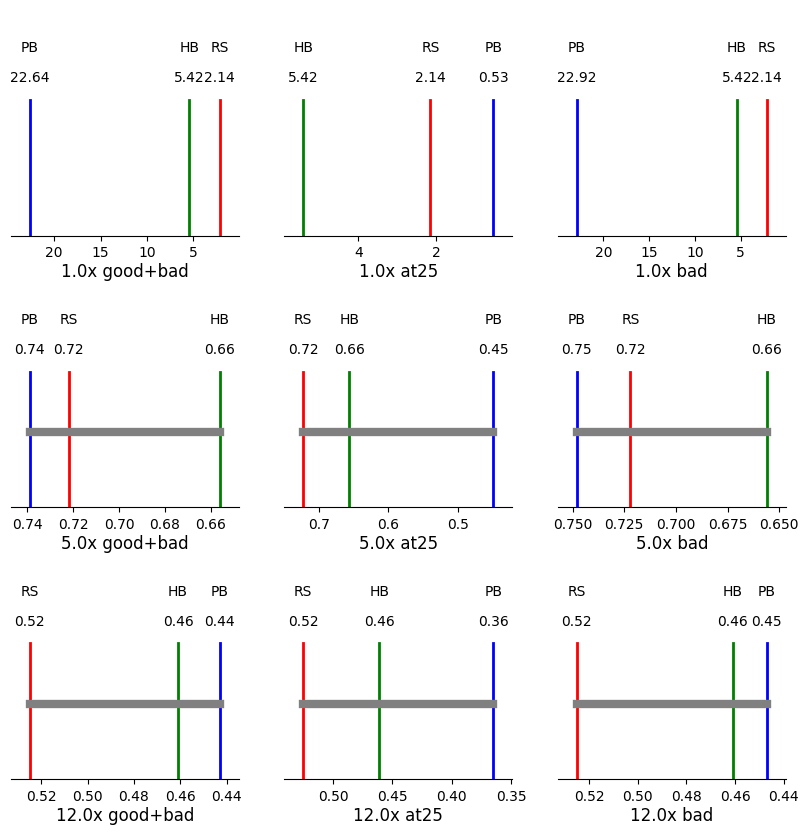 PB HB RS
22.64 5.42 2.14
20 15 10 5
1.0x good+bad
HB RS PB
5.42 2.14 0.53
4 2
1.0x at25
PB HB RS
22.92 5.42 2.14
20 15 10 5
1.0x bad
PB RS HB
0.74 0.72 0.66
0.74 0.72 0.70 0.68 0.66
5.0x good+bad
RS HB PB
0.72 0.66 0.45
0.7 0.6 0.5
5.0x at25
PB RS HB
0.75 0.72 0.66
0.750 0.725 0.700 0.675 0.650
5.0x bad
RS HB PB
0.52 0.46 0.44
0.52 0.50 0.48 0.46 0.44
12.0x good+bad
RS HB PB
0.52 0.46 0.36
0.50 0.45 0.40 0.35
12.0x at25
RS HB PB
0.52 0.46 0.45
0.52 0.50 0.48 0.46 0.44
12.0x bad